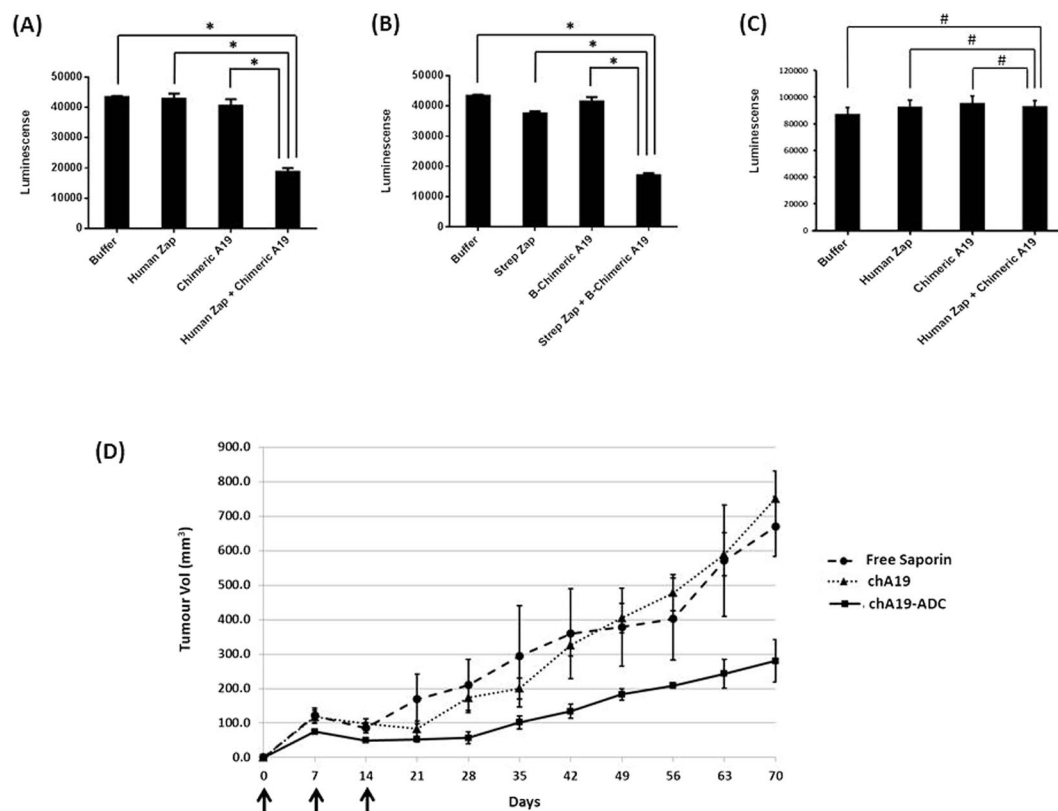 (A)
*
*
*
50000
40000
30000
20000
10000
0
Luminescense
Buffer
Human Zap
Chimeric A19
Human Zap + Chimeric A19
(B)
*
*
*
50000
40000
30000
20000
10000
0
Luminescense
Buffer
Strep Zap
B-Chimeric A19
Strep Zap + B-Chimeric A19
(C)
#
#
#
120000
100000
80000
60000
40000
20000
0
Luminescense
Buffer
Human Zap
Chimeric A19
Human Zap + Chimeric A19
(D)
900.0
800.0
700.0
600.0
500.0
400.0
300.0
200.0
100.0
0.0
Tumour Vol (mm³)
0 7 14 21 28 35 42 49 56 63 70
Days
Free Saporin
chA19
chA19-ADC